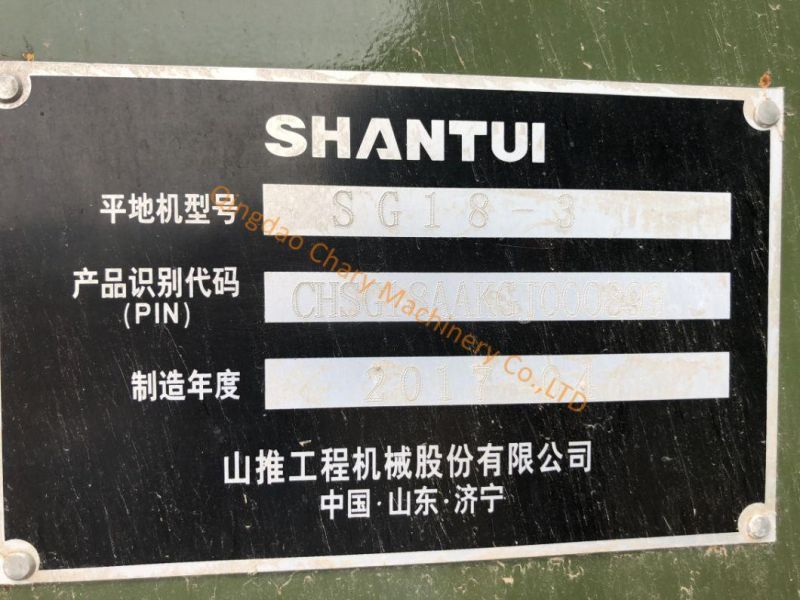 SHANTUI
平地机型号 SG18-3
产品识别代码
(PIN)
制造年度 2017
山推工程机械股份有限公司
中国·山东·济宁
Qingdao Chary Machinery Co.,LTD